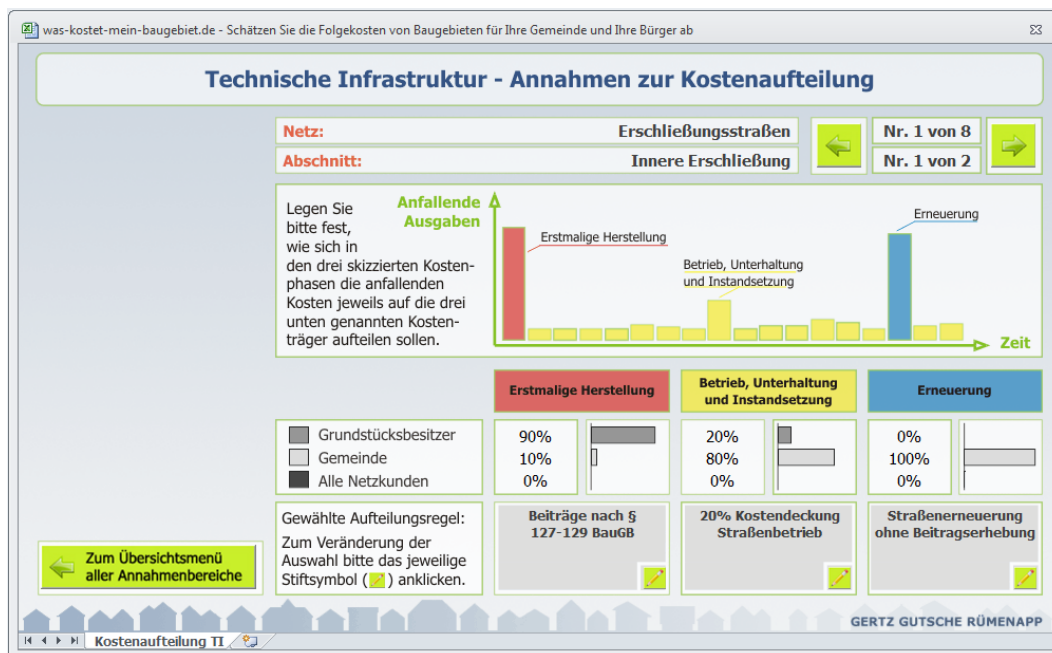 was-kostet-mein-baugebiet.de - Schätzen Sie die Folgekosten von Baugebieten für Ihre Gemeinde und Ihre Bürger ab
Technische Infrastruktur - Annahmen zur Kostenaufteilung
Netz: Erschließungsstraßen
Nr. 1 von 8
Abschnitt: Innere Erschließung
Nr. 1 von 2
Legen Sie
bitte fest,
wie sich in
den drei skizzierten Kosten-
phasen die anfallenden
Kosten jeweils auf die drei
unten genannten Kosten-
träger aufteilen sollen.
Anfallende
Ausgaben
Erstmalige Herstellung
Betrieb, Unterhaltung
und Instandsetzung
Erneuerung
Zeit
Erstmalige Herstellung
Betrieb, Unterhaltung
und Instandsetzung
Erneuerung
Grundstücksbesitzer 90% 20% 0%
Gemeinde 10% 80% 100%
Alle Netzkunden 0% 0% 0%
Gewählte Aufteilungsregel:
Zum Veränderung der
Auswahl bitte das jeweilige
Stiftsymbol ( ) anklicken.
Beiträge nach §
127-129 BauGB
20% Kostendeckung
Straßenbetrieb
Straßenerneuerung
ohne Beitragserhebung
Zum Übersichtsmenü
aller Annahmenbereiche
GERTZ GUTSCHE RÜMENAPP
Kostenaufteilung TI